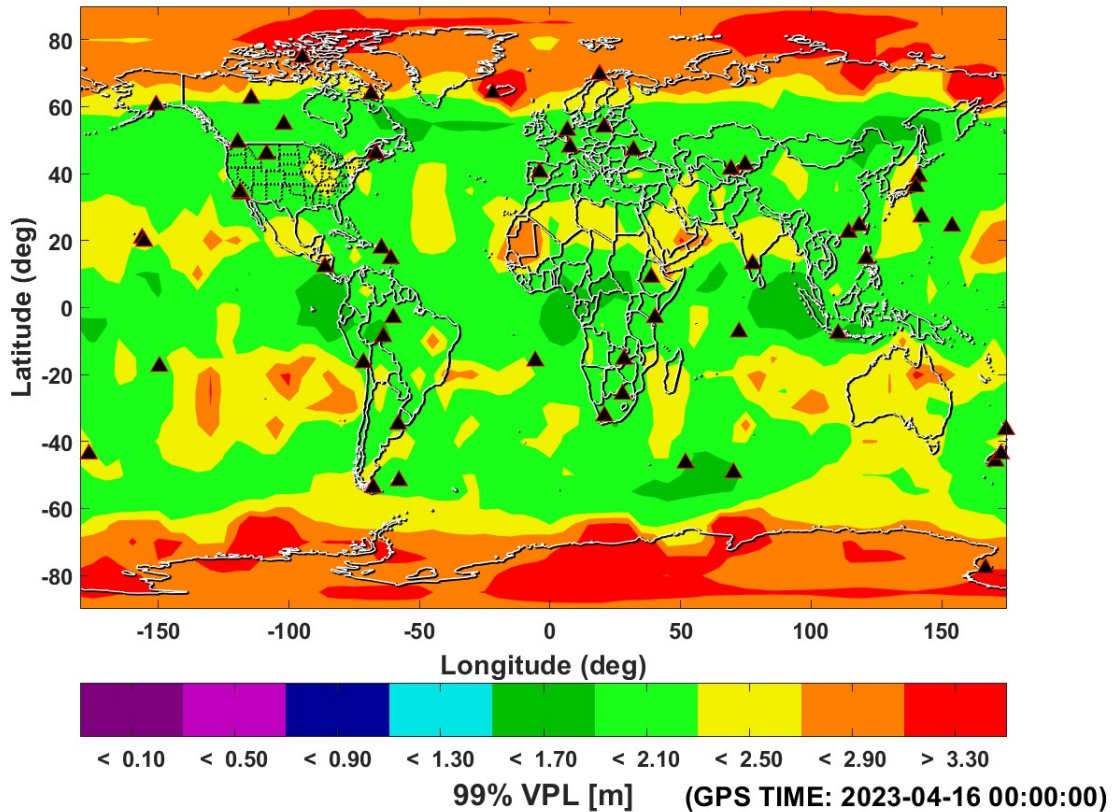 80
60
40
20
0
-20
-40
-60
-80
Latitude (deg)
-150 -100 -50 0 50 100 150
Longitude (deg)
< 0.10 < 0.50 < 0.90 < 1.30 < 1.70 < 2.10 < 2.50 < 2.90 > 3.30
99% VPL [m] (GPS TIME: 2023-04-16 00:00:00)